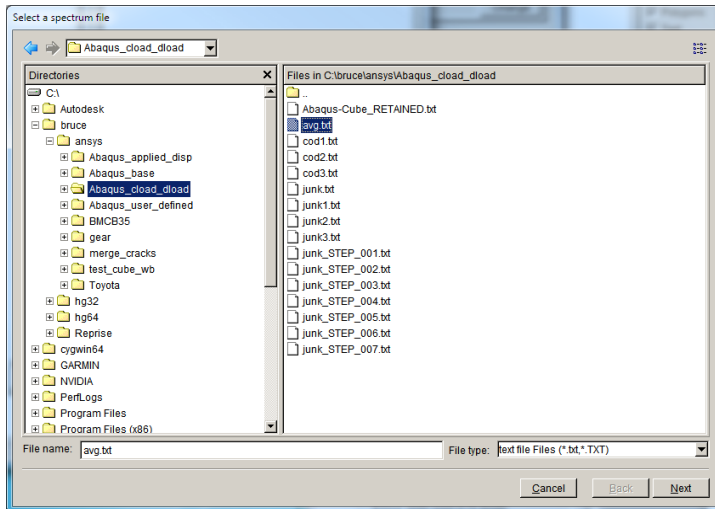 Select a spectrum file
Abaqus_cload_dload
Directories
Files in C:\bruce\ansys\Abaqus_cload_dload
C:\
Autodesk
bruce
ansys
Abaqus_applied_disp
Abaqus_base
Abaqus_cload_dload
Abaqus_user_defined
BMCB35
gear
merge_cracks
test_cube_wb
Toyota
hg32
hg64
Reprise
cygwin64
GARMIN
NVIDIA
PerfLogs
Program Files
Program Files (x86)
..
Abaqus-Cube_RETAINED.txt
avg.txt
cod1.txt
cod2.txt
cod3.txt
junk.txt
junk1.txt
junk2.txt
junk3.txt
junk_STEP_001.txt
junk_STEP_002.txt
junk_STEP_003.txt
junk_STEP_004.txt
junk_STEP_005.txt
junk_STEP_006.txt
junk_STEP_007.txt
File name: avg.txt
File type: text file Files (*.txt,*.TXT)
Cancel
Back
Next